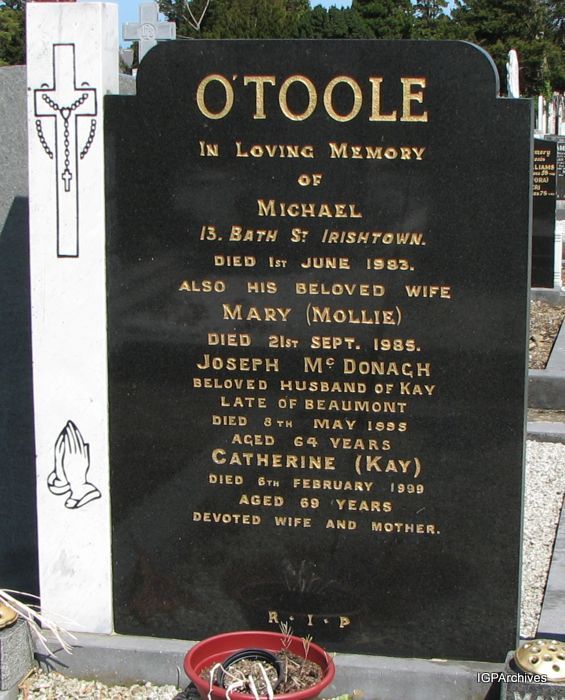 O'TOOLE
IN LOVING MEMORY
OF
MICHAEL
13. BATH ST IRISHTOWN.
DIED 1ST JUNE 1983.
ALSO HIS BELOVED WIFE
MARY (MOLLIE)
DIED 21ST SEPT. 1985.
JOSEPH Mc DONAGH
BELOVED HUSBAND OF KAY
LATE OF BEAUMONT
DIED 8TH MAY 1995
AGED 64 YEARS
CATHERINE (KAY)
DIED 6TH FEBRUARY 1999
AGED 69 YEARS
DEVOTED WIFE AND MOTHER.
R.I.P
IGPArchives